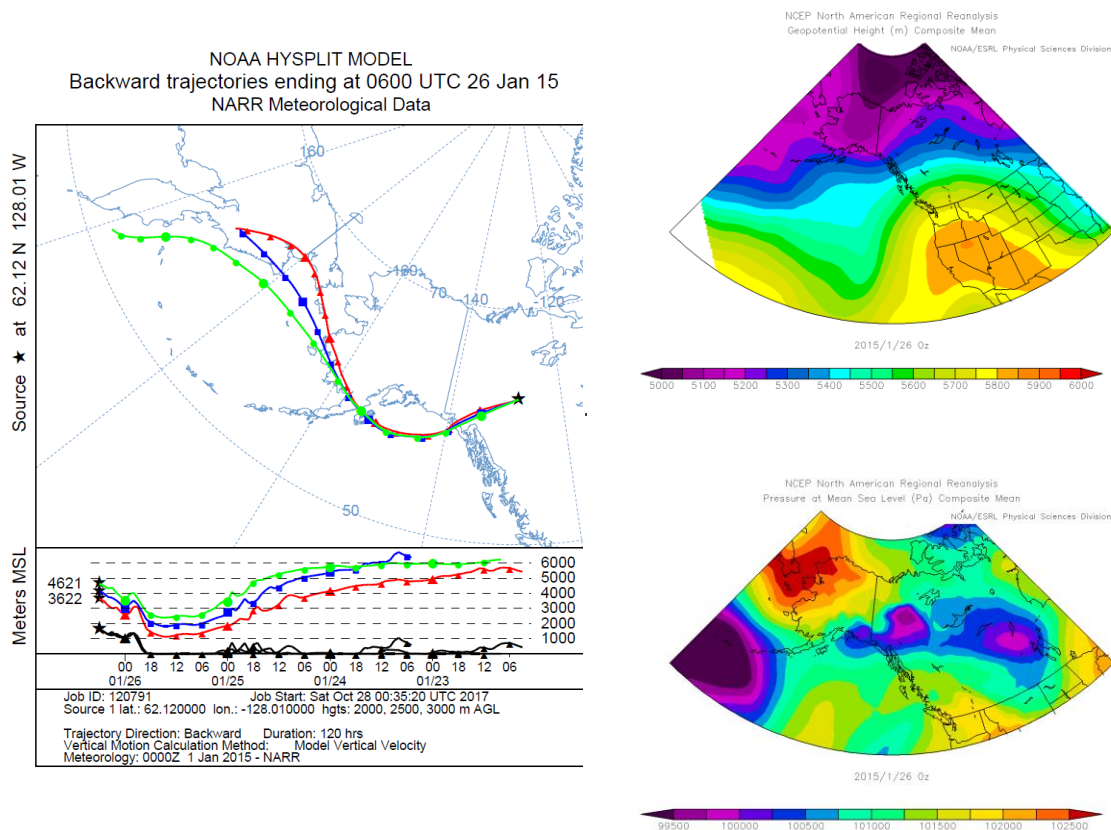 NOAA HYSPLIT MODEL
Backward trajectories ending at 0600 UTC 26 Jan 15
NARR Meteorological Data
Source ★ at 62.12 N 128.01 W
160
180
70
140
-120
50
Meters MSL
4621
3622
6000
5000
4000
3000
2000
1000
00 18 12 06 00 18 12 06 00 18 12 06 00 18 12 06 06
01/26 01/25 01/24 01/23
Job ID: 120791 Job Start: Sat Oct 28 00:35:20 UTC 2017
Source 1 lat.: 62.120000 lon.: -128.010000 hgts: 2000, 2500, 3000 m AGL
Trajectory Direction: Backward Duration: 120 hrs
Vertical Motion Calculation Method: Model Vertical Velocity
Meteorology: 0000Z 1 Jan 2015 - NARR
NCEP North American Regional Reanalysis
Geopotential Height (m) Composite Mean
NOAA/ESRL Physical Sciences Division
2015/1/26 0z
5000 5100 5200 5300 5400 5500 5600 5700 5800 5900 6000
NCEP North American Regional Reanalysis
Pressure at Mean Sea Level (Pa) Composite Mean
NOAA/ESRL Physical Sciences Division
2015/1/26 0z
99500 100000 100500 101000 101500 102000 102500